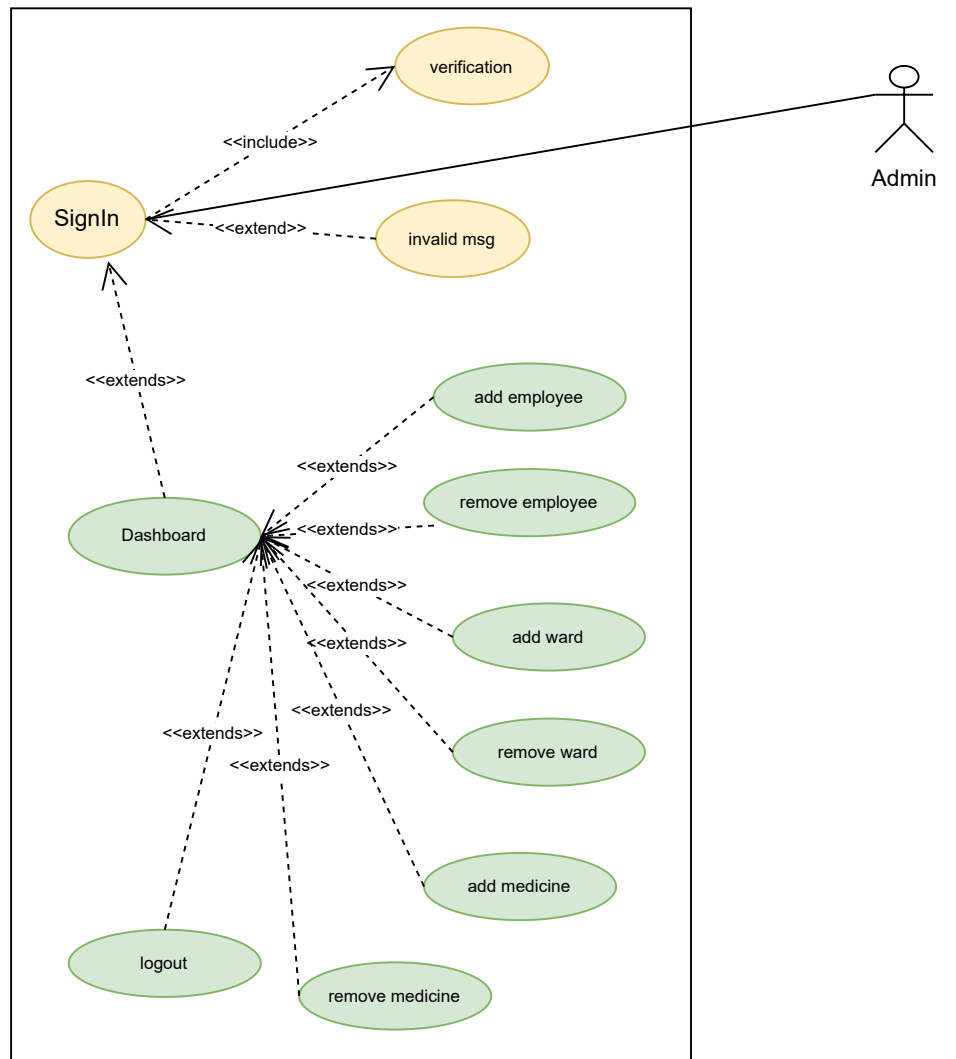 verification
<<include>>
Admin
SignIn
<<extend>>
invalid msg
<<extends>>
add employee
<<extends>>
remove employee
<<extends>>
Dashboard
<<extends>>
add ward
<<extends>>
<<extends>>
<<extends>>
remove ward
<<extends>>
add medicine
logout
remove medicine